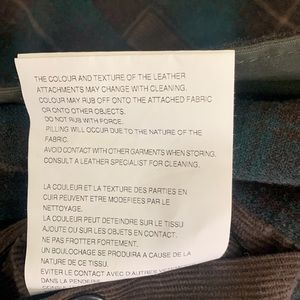 THE COLOUR AND TEXTURE OF THE LEATHER
ATTACHMENTS MAY CHANGE WITH CLEANING.
COLOUR MAY RUB OFF ONTO THE ATTACHED FABRIC
OR ONTO OTHER OBJECTS.
DO NOT RUB WITH FORCE.
PILLING WILL OCCUR DUE TO THE NATURE OF THE
FABRIC.
AVOID CONTACT WITH OTHER GARMENTS WHEN STORING.
CONSULT A LEATHER SPECIALIST FOR CLEANING.
LA COULEUR ET LA TEXTURE DES PARTIES EN
CUIR PEUVENT ETRE MODEFIEES PAR LE
NETTOYAGE.
LA COULEUR PEUT DETEINDRE SUR LE TISSU
AJOUTE OU SUR LES OBJETS EN CONTACT.
NE PAS FROTTER FORTEMENT.
UN BOULOCHAGE SE PRODUIRA A CAUSE DE LA
NATURE DE CE TISSU.
EVITER LE CONTACT AVEC D'AUTRES
DANS LA